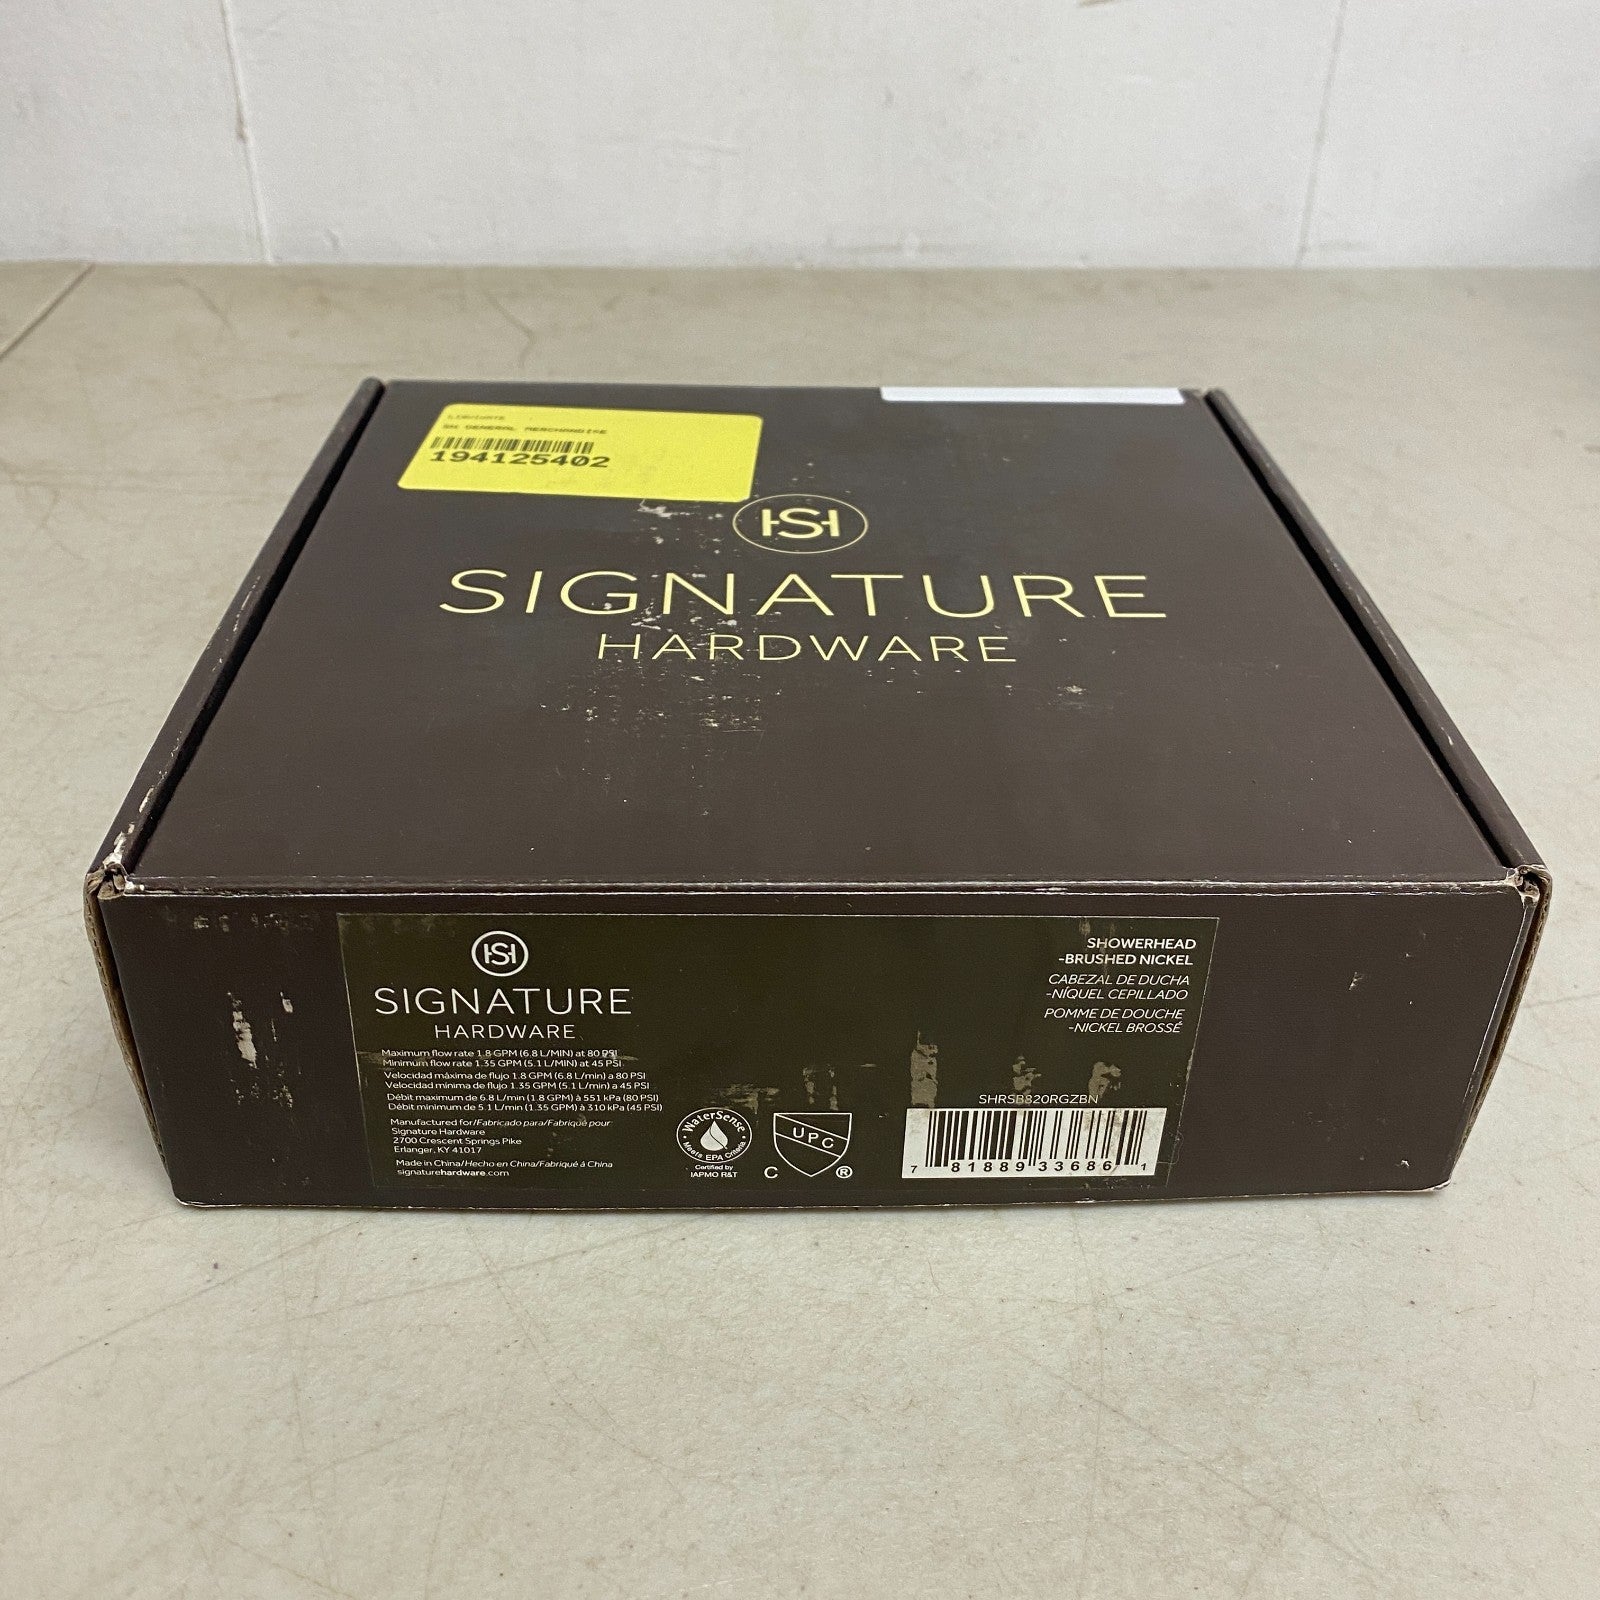 SH GENERAL MERCHANDISE
194125402
SH
SIGNATURE
HARDWARE
SH
SIGNATURE
HARDWARE
Maximum flow rate 1.8 GPM (6.8 L/MIN) at 80 PSI
Minimum flow rate 1.35 GPM (5.1 L/MIN) at 45 PSI
Velocidad máxima de flujo 1.8 GPM (6.8 L/min) a 80 PSI
Velocidad mínima de flujo 1.35 GPM (5.1 L/min) a 45 PSI
Débit maximum de 6.8 L/min (1.8 GPM) à 551 kPa (80 PSI)
Débit minimum de 5.1 L/min (1.35 GPM) à 310 kPa (45 PSI)
Manufactured for/Fabricado para/Fabriqué pour:
Signature Hardware
2700 Crescent Springs Pike
Erlanger, KY 41017
Made in China/Hecho en China/Fabriqué à China
signaturehardware.com
WaterSense
Meets EPA Criteria
Certified by
IAPMO R&T
UPC
C ®
SHOWERHEAD
-BRUSHED NICKEL
CABEZAL DE DUCHA
-NÍQUEL CEPILLADO
POMME DE DOUCHE
-NICKEL BROSSÉ
SHRSB820RGZBN
7 81889 33686 1